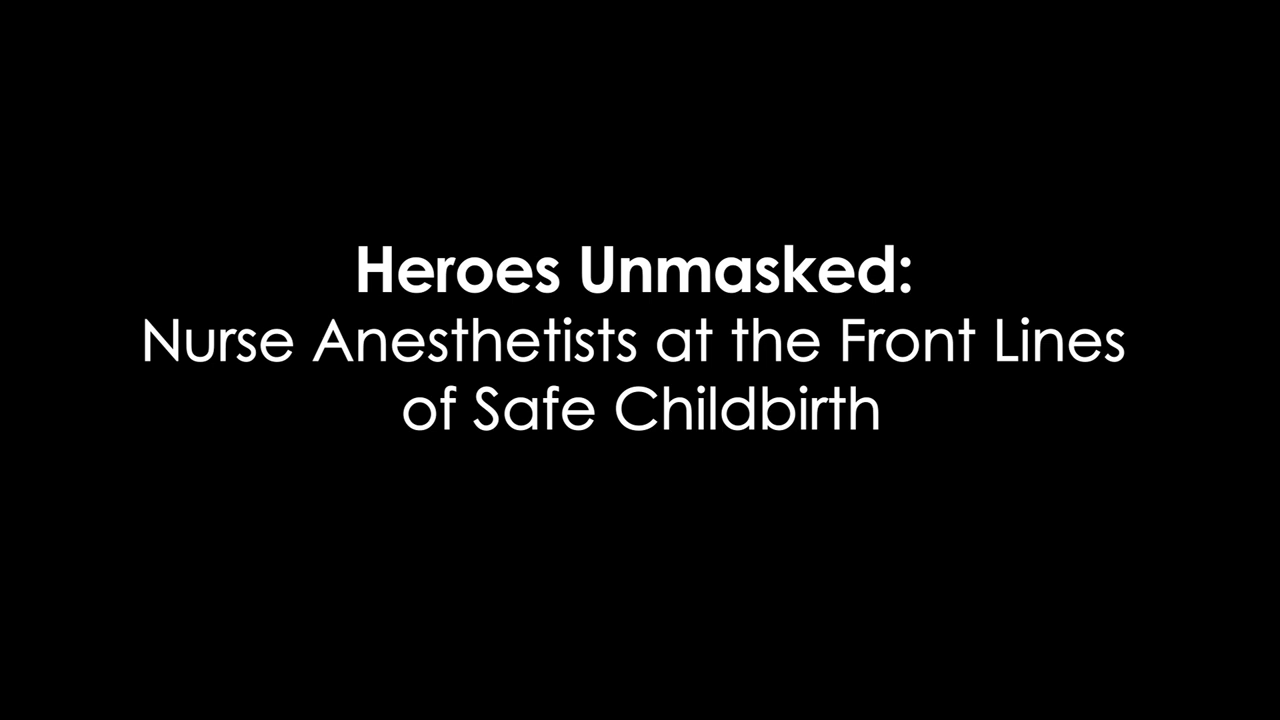 Heroes Unmasked:
Nurse Anesthetists at the Front Lines
of Safe Childbirth